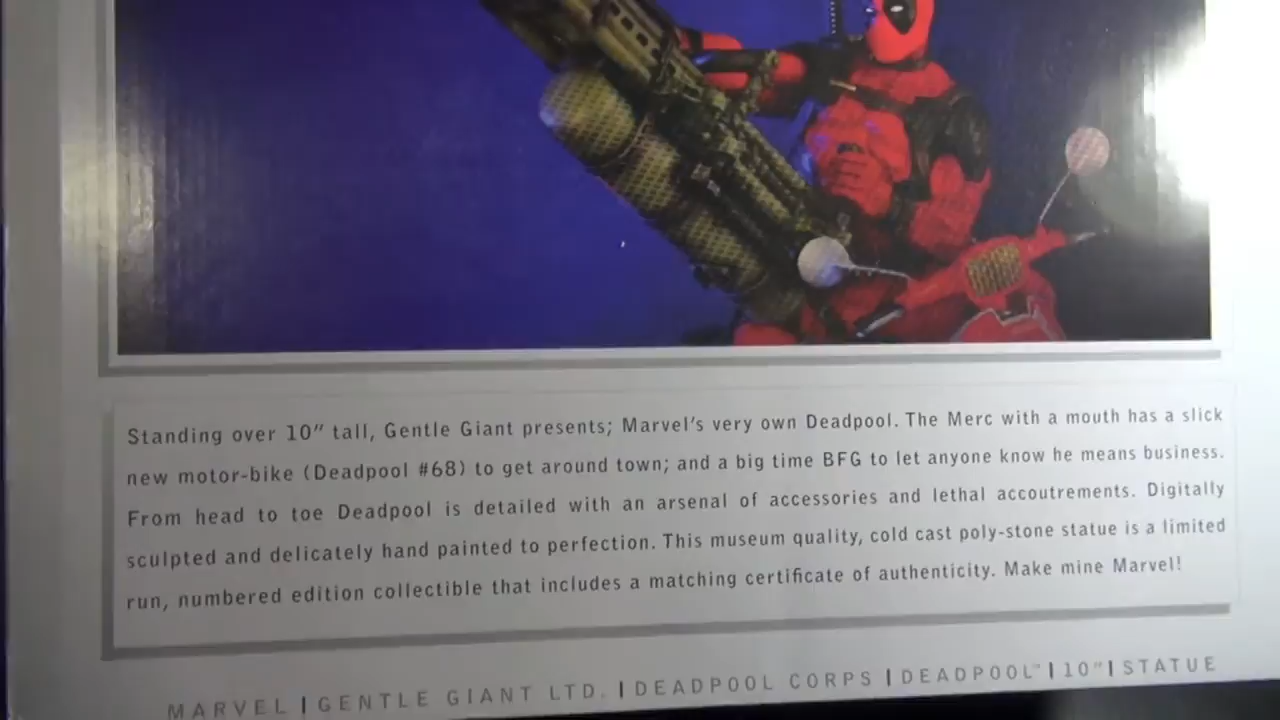 Standing over 10" tall, Gentle Giant presents; Marvel's very own Deadpool. The Merc with a mouth has a slick
new motor-bike (Deadpool #68) to get around town; and a big time BFG to let anyone know he means business.
From head to toe Deadpool is detailed with an arsenal of accessories and lethal accoutrements. Digitally
sculpted and delicately hand painted to perfection. This museum quality, cold cast poly-stone statue is a limited
run, numbered edition collectible that includes a matching certificate of authenticity. Make mine Marvel!
MARVEL | GENTLE GIANT LTD. | DEADPOOL CORPS | DEADPOOL™ | 10" | STATUE